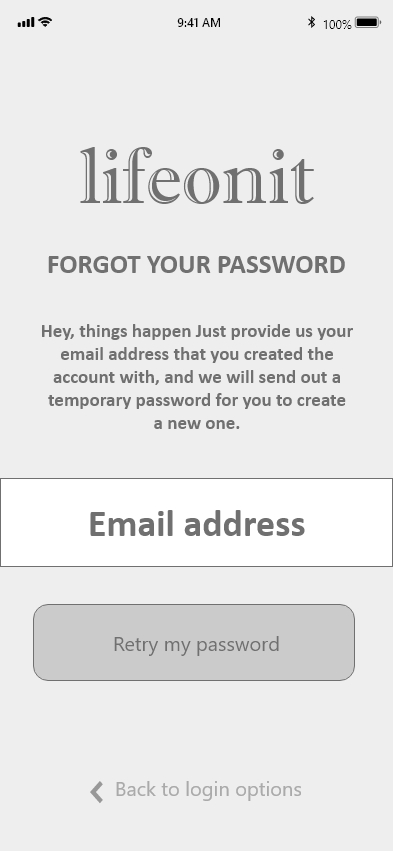 9:41 AM 100%
lifeonit
FORGOT YOUR PASSWORD
Hey, things happen Just provide us your
email address that you created the
account with, and we will send out a
temporary password for you to create
a new one.
Email address
Retry my password
Back to login options